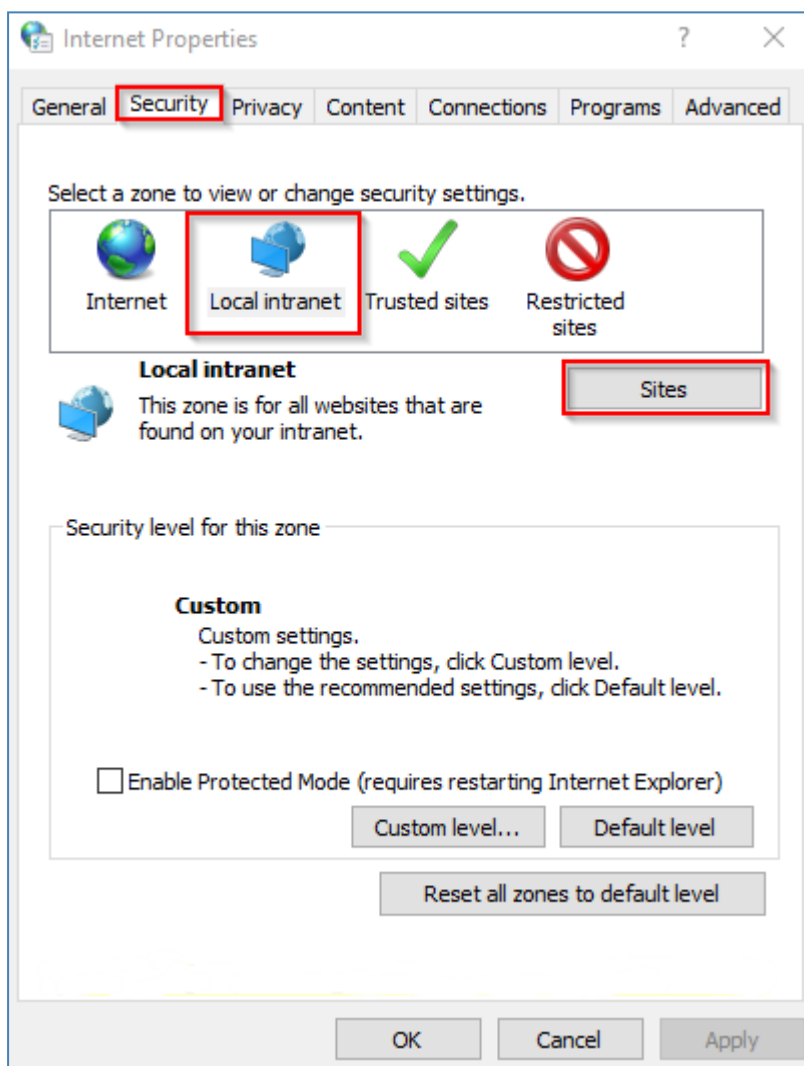 Internet Properties
?
General Security Privacy Content Connections Programs Advanced
Select a zone to view or change security settings.
Internet Local intranet Trusted sites Restricted
sites
Local intranet
Sites
This zone is for all websites that are
found on your intranet.
Security level for this zone
Custom
Custom settings.
- To change the settings, click Custom level.
- To use the recommended settings, click Default level.
Enable Protected Mode (requires restarting Internet Explorer)
Custom level... Default level
Reset all zones to default level
OK Cancel Apply